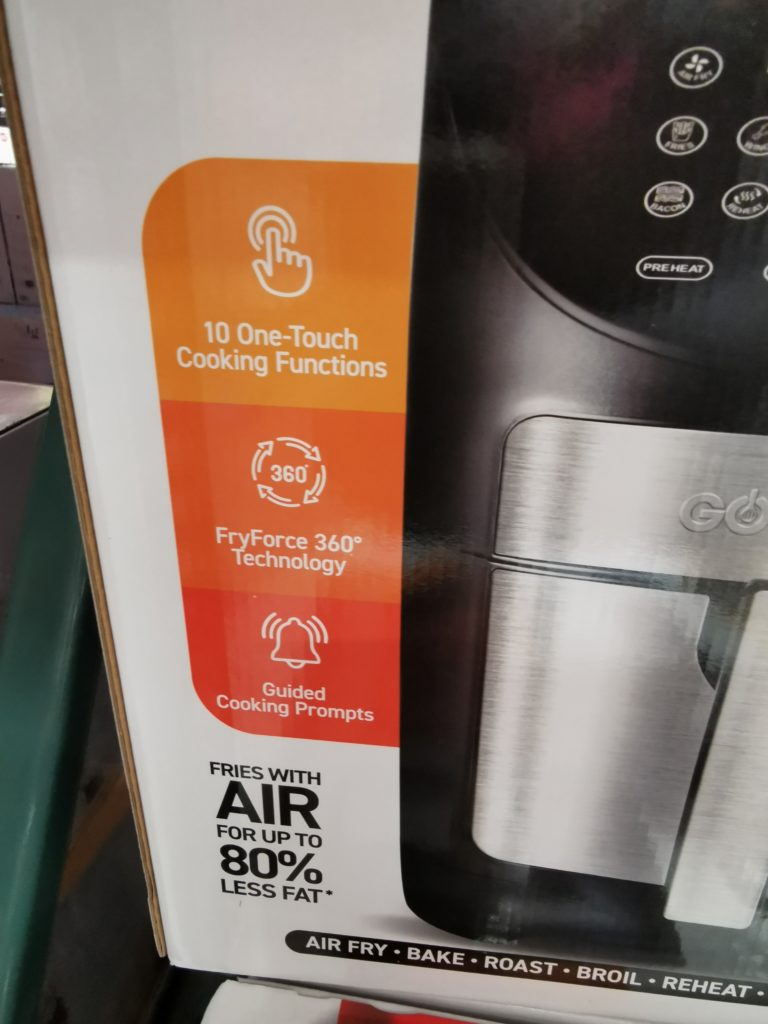 AIR FRY
FRIES
BACON
REHEAT
PREHEAT
10 One-Touch
Cooking Functions
360°
FryForce 360°
Technology
Guided
Cooking Prompts
FRIES WITH
AIR
FOR UP TO
80%
LESS FAT*
AIR FRY • BAKE • ROAST • BROIL • REHEAT •